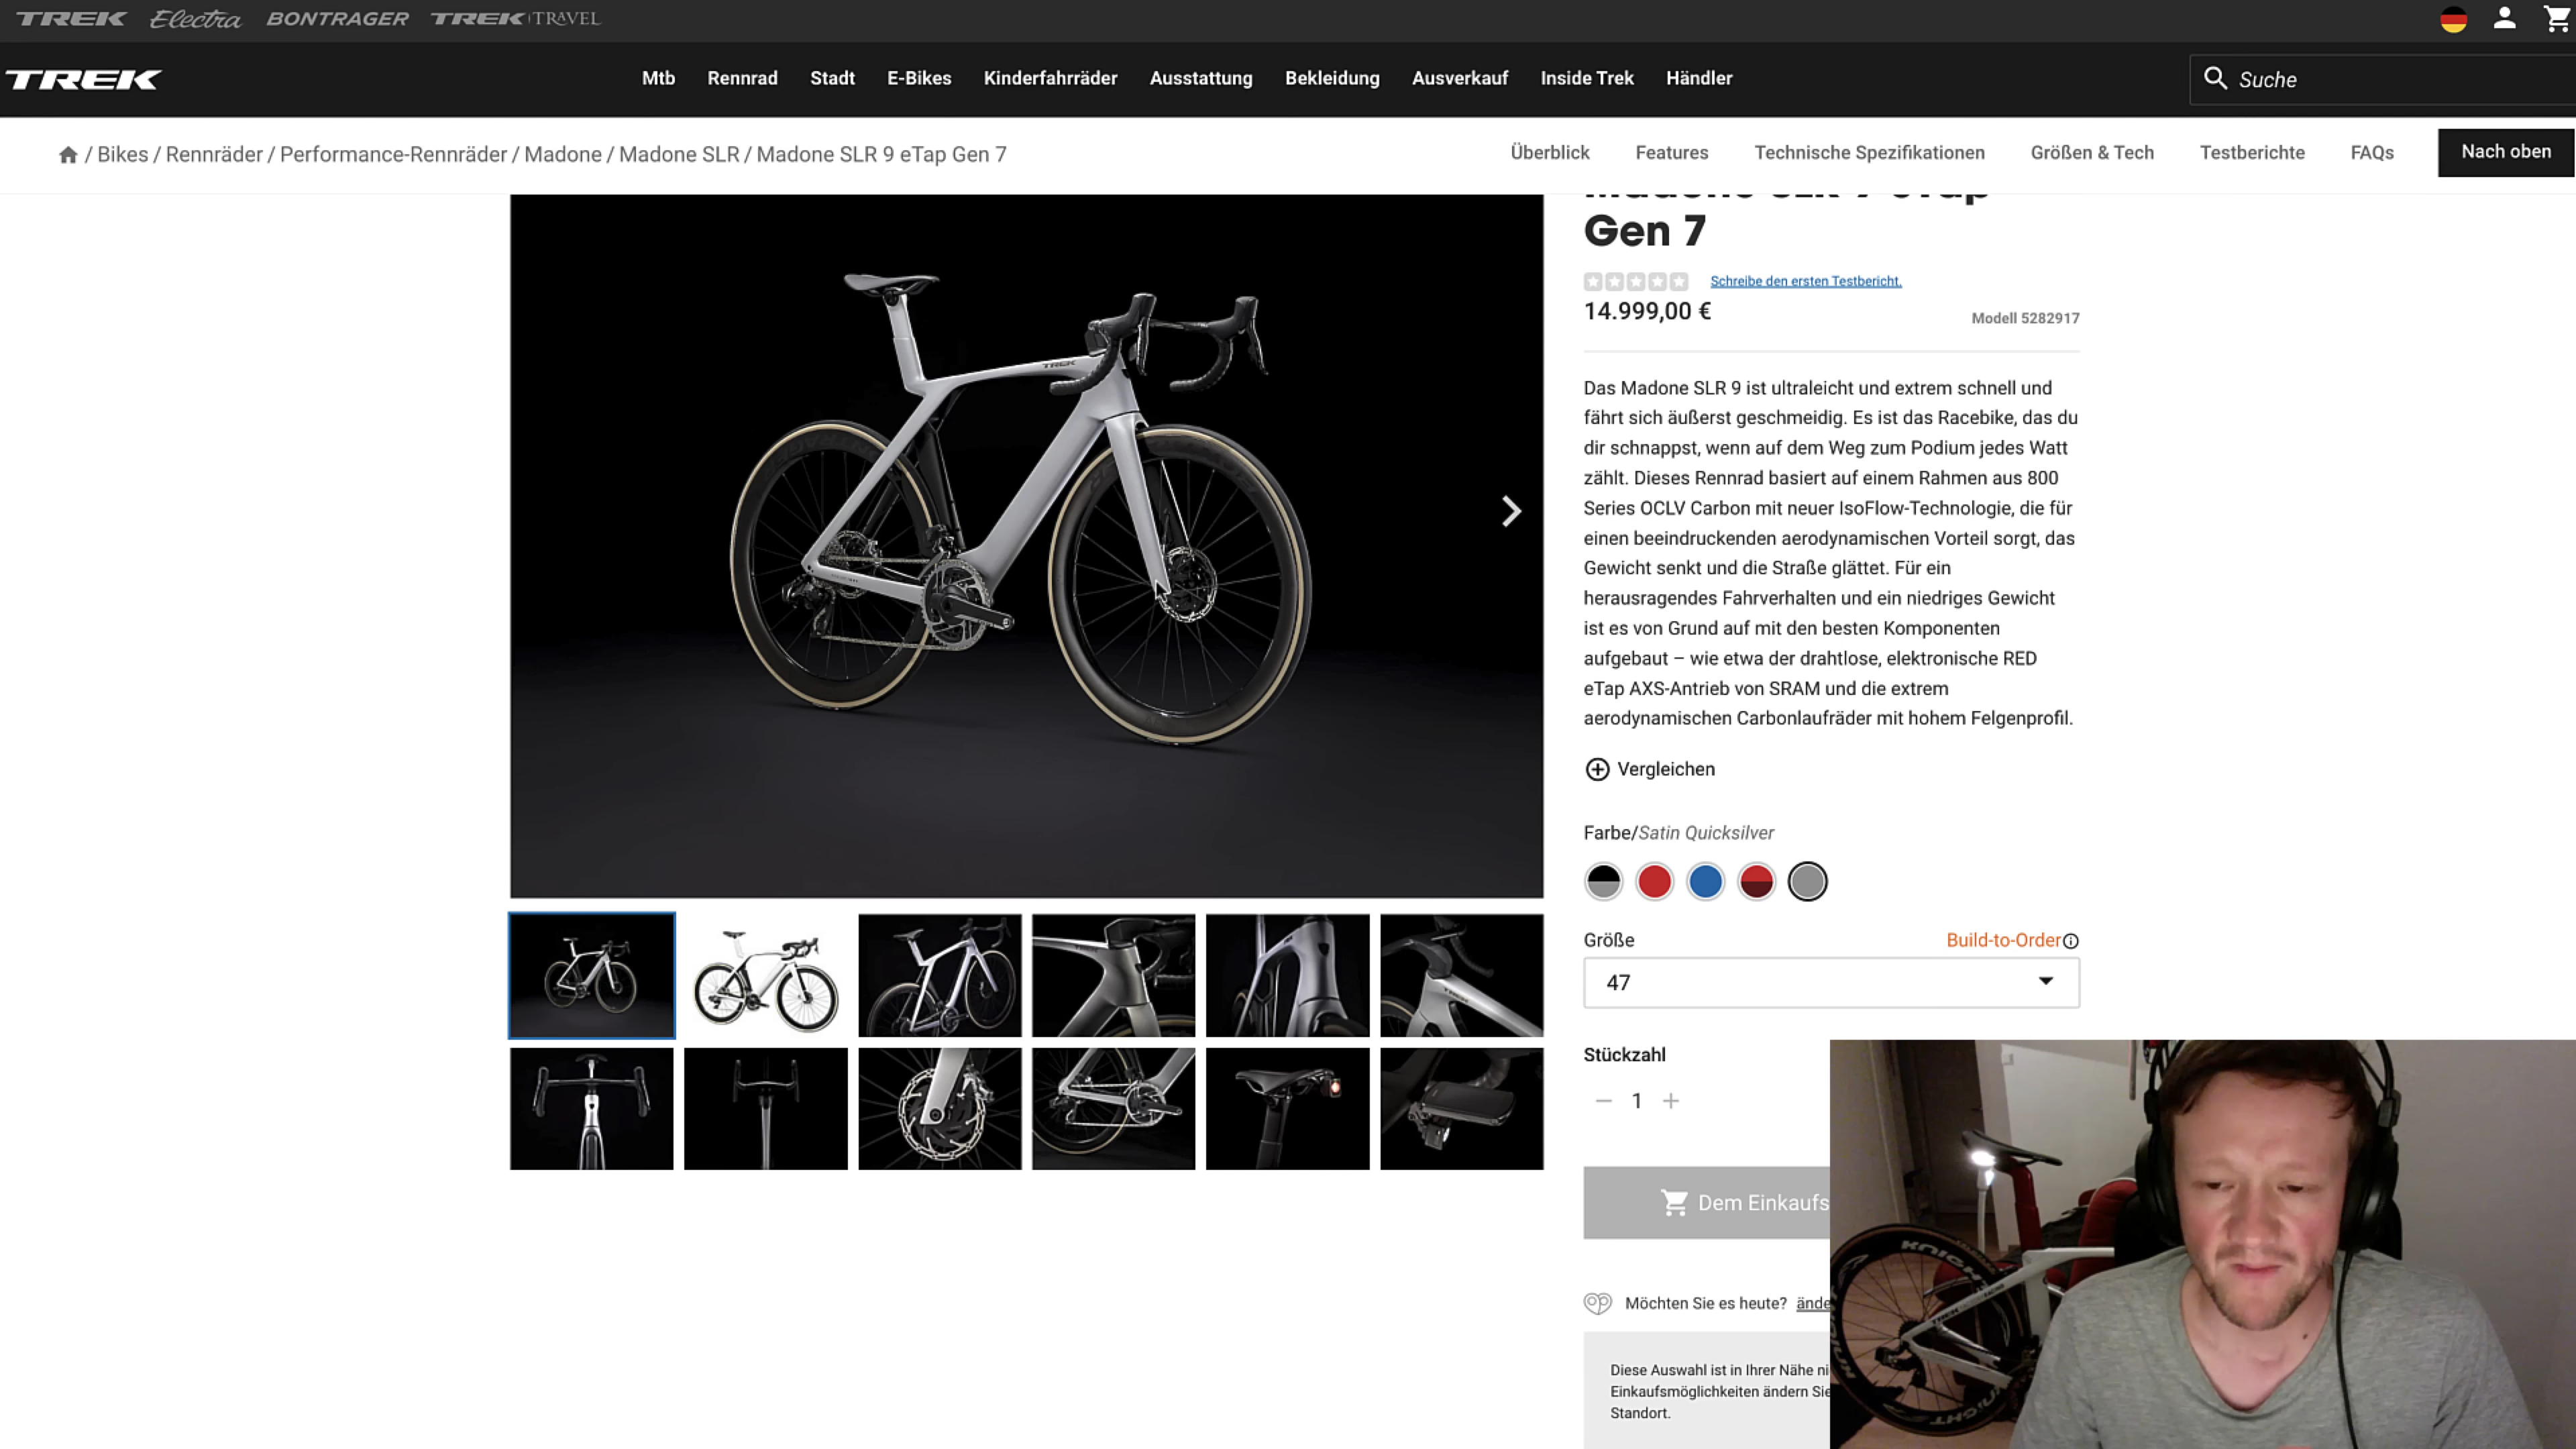 TREK Electra BONTRAGER TREK TRAVEL
TREK
Mtb Rennrad Stadt E-Bikes Kinderfahrräder Ausstattung Bekleidung Ausverkauf Inside Trek Händler
Suche
/ Bikes / Rennräder / Performance-Rennräder / Madone / Madone SLR / Madone SLR 9 eTap Gen 7
Überblick Features Technische Spezifikationen Größen & Tech Testberichte FAQs
Nach oben
Gen 7
Schreibe den ersten Testbericht.
14.999,00 €
Modell 5282917
Das Madone SLR 9 ist ultraleicht und extrem schnell und
fährt sich äußerst geschmeidig. Es ist das Racebike, das du
dir schnappst, wenn auf dem Weg zum Podium jedes Watt
zählt. Dieses Rennrad basiert auf einem Rahmen aus 800
Series OCLV Carbon mit neuer IsoFlow-Technologie, die für
einen beeindruckenden aerodynamischen Vorteil sorgt, das
Gewicht senkt und die Straße glättet. Für ein
herausragendes Fahrverhalten und ein niedriges Gewicht
ist es von Grund auf mit den besten Komponenten
aufgebaut – wie etwa der drahtlose, elektronische RED
eTap AXS-Antrieb von SRAM und die extrem
aerodynamischen Carbonlaufräder mit hohem Felgenprofil.
Vergleichen
Farbe/Satin Quicksilver
Größe
Build-to-Order
47
Stückzahl
1
Dem Einkaufs
Möchten Sie es heute? ände
Diese Auswahl ist in Ihrer Nähe ni
Einkaufsmöglichkeiten ändern Sie
Standort.
TREK
KNIGHT
KNIGHT